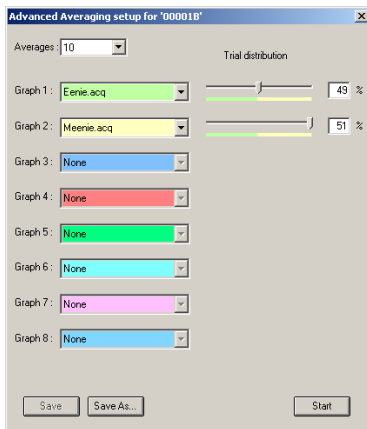 Advanced Averaging setup for '00001B'
Averages: 10
Trial distribution
Graph 1: Eenie.acq 49 %
Graph 2: Meenie.acq 51 %
Graph 3: None
Graph 4: None
Graph 5: None
Graph 6: None
Graph 7: None
Graph 8: None
Save Save As... Start